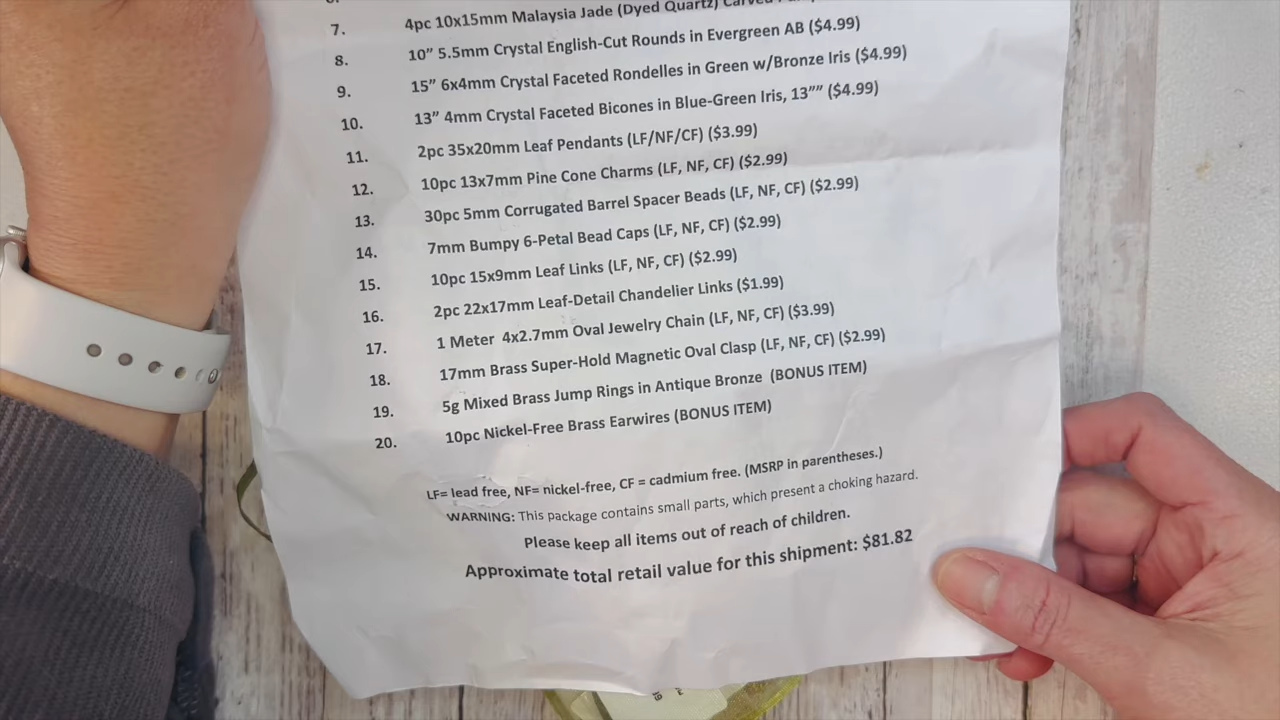 7. 4pc 10x15mm Malaysia Jade (Dyed Quartz) Carved
8. 10” 5.5mm Crystal English-Cut Rounds in Evergreen AB ($4.99)
9. 15” 6x4mm Crystal Faceted Rondelles in Green w/Bronze Iris ($4.99)
10. 13” 4mm Crystal Faceted Bicones in Blue-Green Iris, 13”” ($4.99)
11. 2pc 35x20mm Leaf Pendants (LF/NF/CF) ($3.99)
12. 10pc 13x7mm Pine Cone Charms (LF, NF, CF) ($2.99)
13. 30pc 5mm Corrugated Barrel Spacer Beads (LF, NF, CF) ($2.99)
14. 7mm Bumpy 6-Petal Bead Caps (LF, NF, CF) ($2.99)
15. 10pc 15x9mm Leaf Links (LF, NF, CF) ($2.99)
16. 2pc 22x17mm Leaf-Detail Chandelier Links ($1.99)
17. 1 Meter 4x2.7mm Oval Jewelry Chain (LF, NF, CF) ($3.99)
18. 17mm Brass Super-Hold Magnetic Oval Clasp (LF, NF, CF) ($2.99)
19. 5g Mixed Brass Jump Rings in Antique Bronze (BONUS ITEM)
20. 10pc Nickel-Free Brass Earwires (BONUS ITEM)
LF= lead free, NF= nickel-free, CF = cadmium free. (MSRP in parentheses.)
WARNING: This package contains small parts, which present a choking hazard.
Please keep all items out of reach of children.
Approximate total retail value for this shipment: $81.82